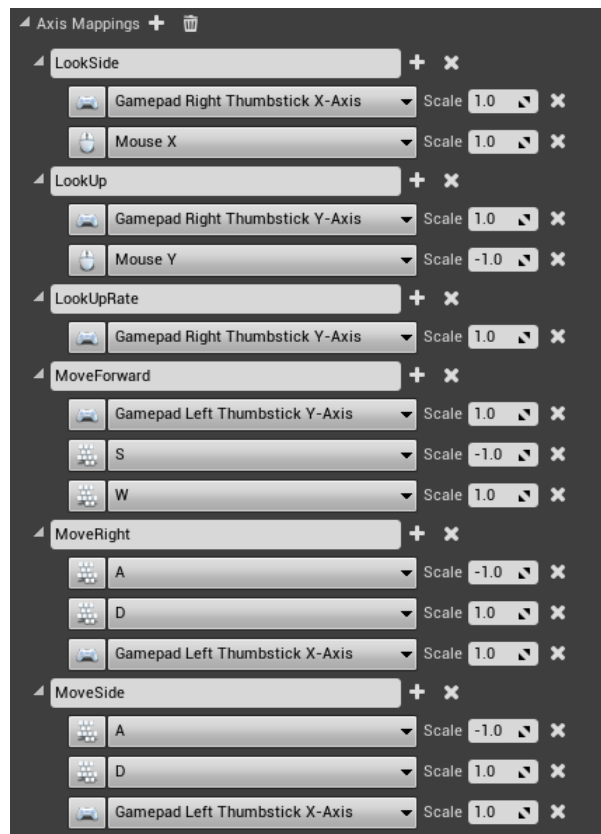 Axis Mappings
LookSide
Gamepad Right Thumbstick X-Axis Scale 1.0
Mouse X Scale 1.0
LookUp
Gamepad Right Thumbstick Y-Axis Scale 1.0
Mouse Y Scale -1.0
LookUpRate
Gamepad Right Thumbstick Y-Axis Scale 1.0
MoveForward
Gamepad Left Thumbstick Y-Axis Scale 1.0
S Scale -1.0
W Scale 1.0
MoveRight
A Scale -1.0
D Scale 1.0
Gamepad Left Thumbstick X-Axis Scale 1.0
MoveSide
A Scale -1.0
D Scale 1.0
Gamepad Left Thumbstick X-Axis Scale 1.0